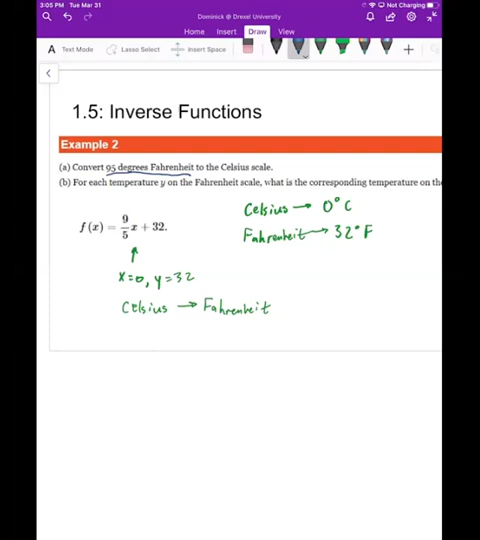 3:05 PM Tue Mar 31
Not Charging
Dominick @ Drexel University
Home Insert Draw View
A Text Mode Lasso Select Insert Space
1.5: Inverse Functions
Example 2
(a) Convert 95 degrees Fahrenheit to the Celsius scale.
(b) For each temperature y on the Fahrenheit scale, what is the corresponding temperature on the
Celsius → 0°C
f(x) = 9/5 x + 32.
Fahrenheit → 32°F
x=0, y=32
Celsius → Fahrenheit